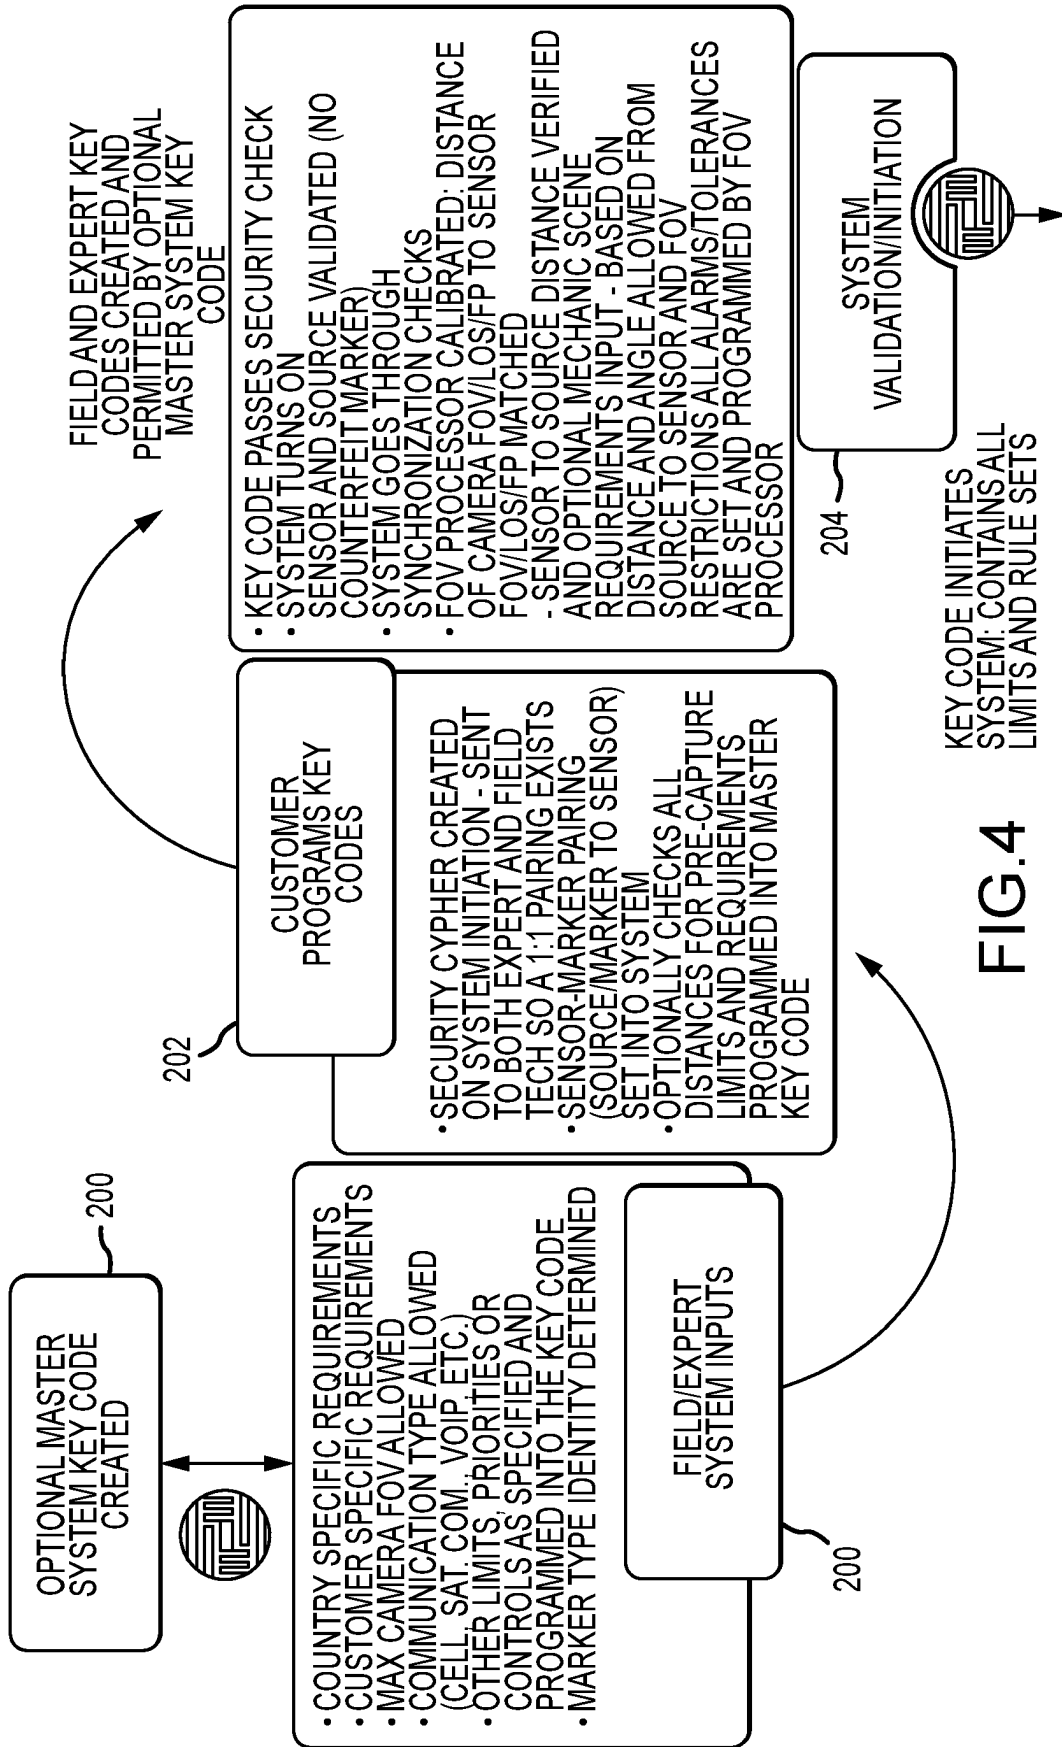 OPTIONAL MASTER
SYSTEM KEY CODE
CREATED
200
• COUNTRY SPECIFIC REQUIREMENTS
• CUSTOMER SPECIFIC REQUIREMENTS
• MAX CAMERA FOV ALLOWED
• COMMUNICATION TYPE ALLOWED
(CELL, SAT. COM., VOIP, ETC.)
• OTHER LIMITS, PRIORITIES OR
CONTROLS AS SPECIFIED AND
PROGRAMMED INTO THE KEY CODE
• MARKER TYPE IDENTITY DETERMINED
FIELD/EXPERT
SYSTEM INPUTS
200
202
CUSTOMER
PROGRAMS KEY
CODES
• SECURITY CYPHER CREATED
ON SYSTEM INITIATION - SENT
TO BOTH EXPERT AND FIELD
TECH SO A 1:1 PAIRING EXISTS
• SENSOR-MARKER PAIRING
(SOURCE/MARKER TO SENSOR)
SET INTO SYSTEM
• OPTIONALLY CHECKS ALL
DISTANCES FOR PRE-CAPTURE
LIMITS AND REQUIREMENTS
PROGRAMMED INTO MASTER
KEY CODE
FIELD AND EXPERT KEY
CODES CREATED AND
PERMITTED BY OPTIONAL
MASTER SYSTEM KEY
CODE
• KEY CODE PASSES SECURITY CHECK
• SYSTEM TURNS ON
• SENSOR AND SOURCE VALIDATED (NO
COUNTERFEIT MARKER)
• SYSTEM GOES THROUGH
SYNCHRONIZATION CHECKS
• FOV PROCESSOR CALIBRATED: DISTANCE
OF CAMERA FOV/LOS/FP TO SENSOR
FOV/LOS/FP MATCHED
- SENSOR TO SOURCE DISTANCE VERIFIED
AND OPTIONAL MECHANIC SCENE
REQUIREMENTS INPUT - BASED ON
DISTANCE AND ANGLE ALLOWED FROM
SOURCE TO SENSOR AND FOV
RESTRICTIONS ALL ALARMS/TOLERANCES
ARE SET AND PROGRAMMED BY FOV
PROCESSOR
204
SYSTEM
VALIDATION/INITIATION
KEY CODE INITIATES
SYSTEM: CONTAINS ALL
LIMITS AND RULE SETS
FIG.4